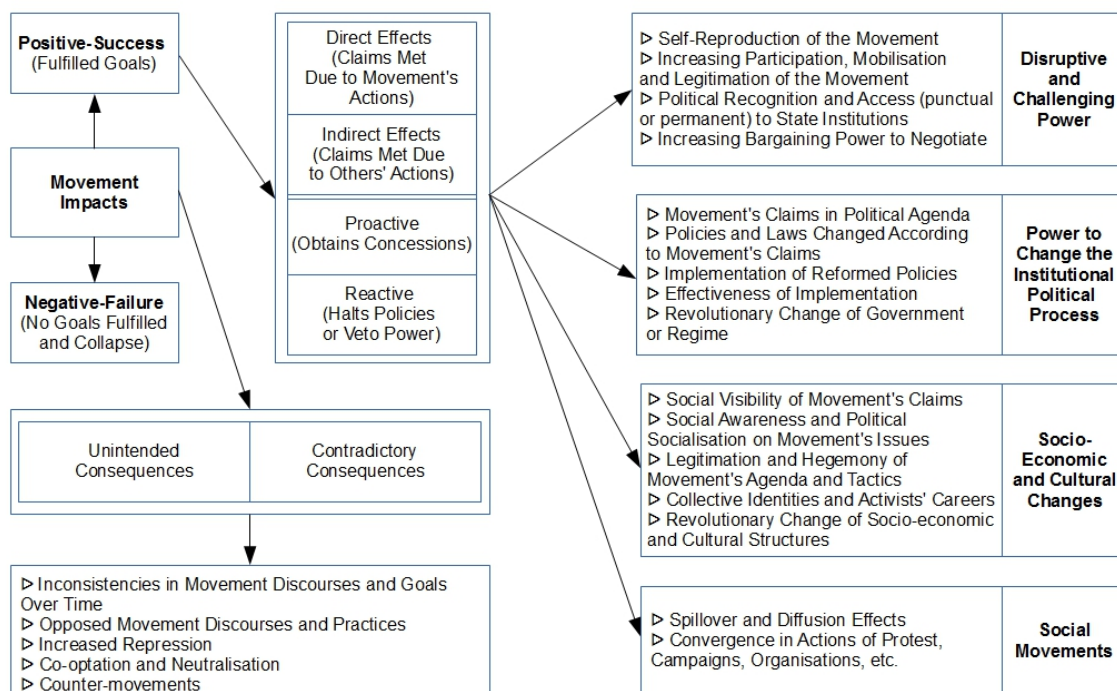 Positive-Success
(Fulfilled Goals)
Movement
Impacts
Negative-Failure
(No Goals Fulfilled
and Collapse)
Direct Effects
(Claims Met
Due to Movement's
Actions)
Indirect Effects
(Claims Met Due
to Others' Actions)
Proactive
(Obtains Concessions)
Reactive
(Halts Policies
or Veto Power)
Unintended
Consequences
Contradictory
Consequences
▷ Inconsistencies in Movement Discourses and Goals
Over Time
▷ Opposed Movement Discourses and Practices
▷ Increased Repression
▷ Co-optation and Neutralisation
▷ Counter-movements
▷ Self-Reproduction of the Movement
▷ Increasing Participation, Mobilisation
and Legitimation of the Movement
▷ Political Recognition and Access (punctual
or permanent) to State Institutions
▷ Increasing Bargaining Power to Negotiate
Disruptive
and
Challenging
Power
▷ Movement's Claims in Political Agenda
▷ Policies and Laws Changed According
to Movement's Claims
▷ Implementation of Reformed Policies
▷ Effectiveness of Implementation
▷ Revolutionary Change of Government
or Regime
Power to
Change the
Institutional
Political
Process
▷ Social Visibility of Movement's Claims
▷ Social Awareness and Political
Socialisation on Movement's Issues
▷ Legitimation and Hegemony of
Movement's Agenda and Tactics
▷ Collective Identities and Activists' Careers
▷ Revolutionary Change of Socio-economic
and Cultural Structures
Socio-
Economic
and Cultural
Changes
▷ Spillover and Diffusion Effects
▷ Convergence in Actions of Protest,
Campaigns, Organisations, etc.
Social
Movements